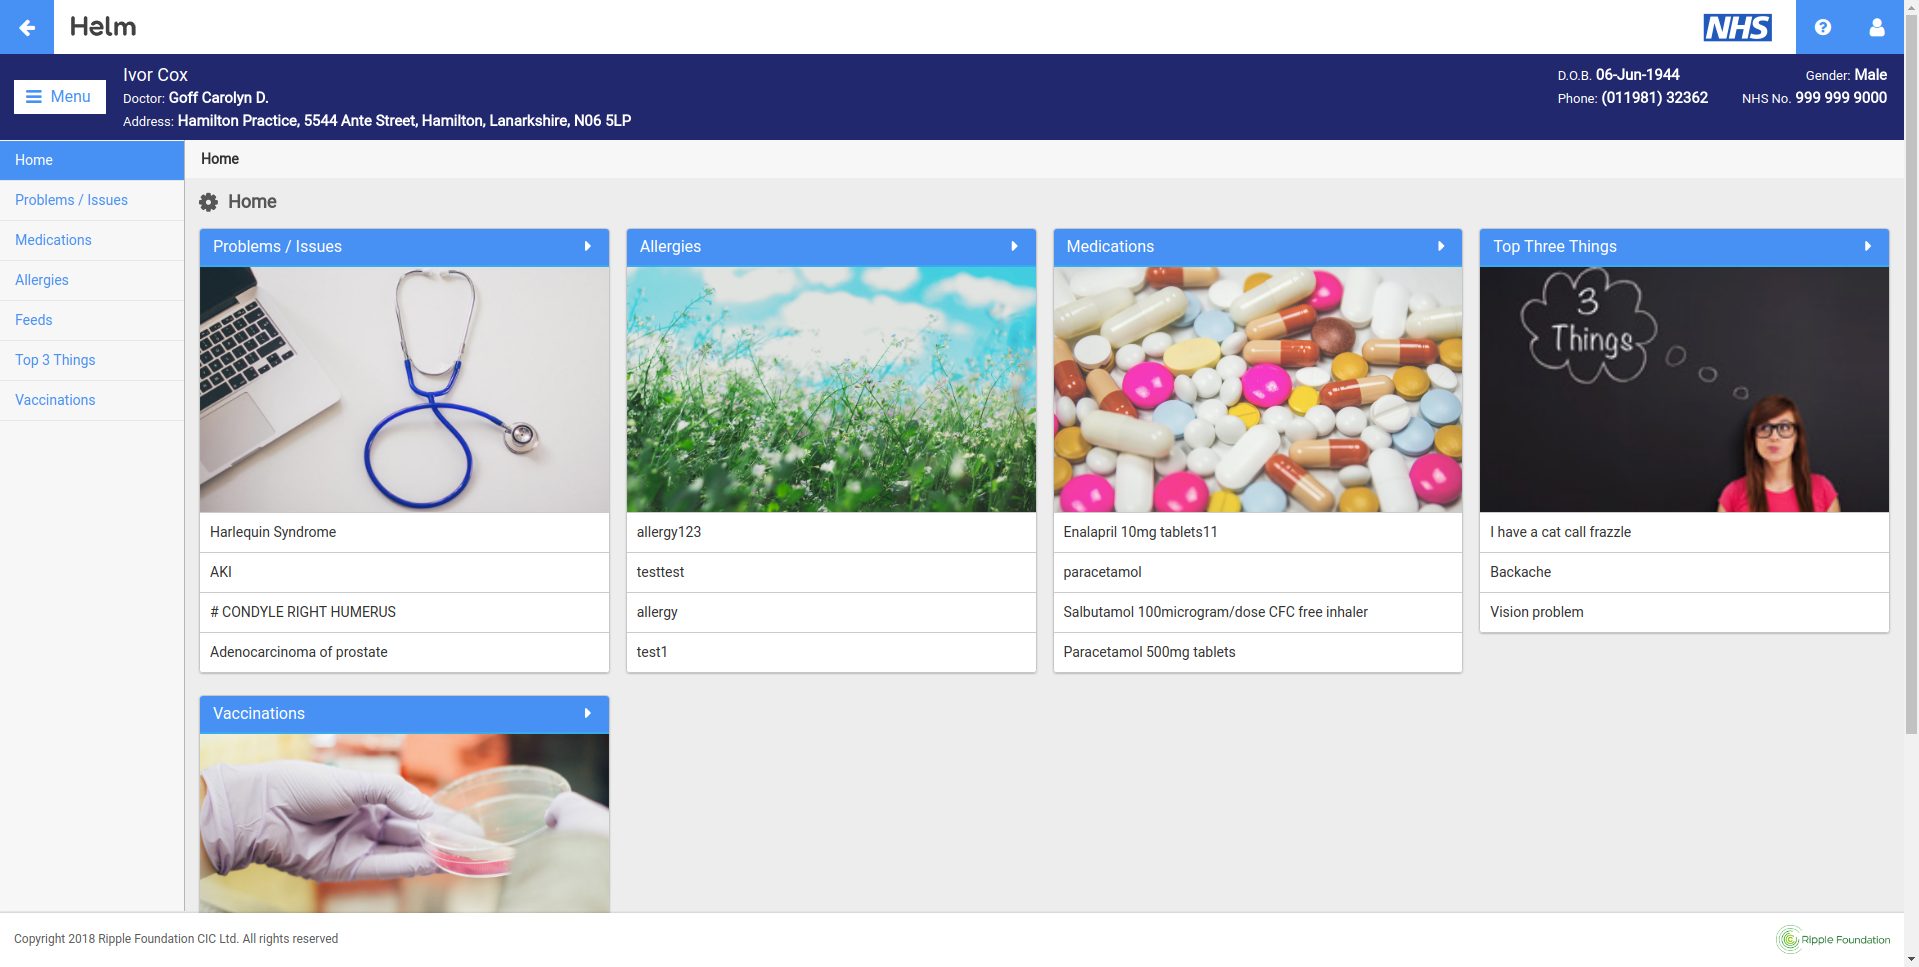 Helm
NHS
Menu
Ivor Cox
Doctor: Goff Carolyn D.
Address: Hamilton Practice, 5544 Ante Street, Hamilton, Lanarkshire, N06 5LP
D.O.B. 06-Jun-1944
Gender: Male
Phone: (011981) 32362
NHS No. 999 999 9000
Home
Problems / Issues
Medications
Allergies
Feeds
Top 3 Things
Vaccinations
Home
Home
Problems / Issues
Harlequin Syndrome
AKI
# CONDYLE RIGHT HUMERUS
Adenocarcinoma of prostate
Allergies
allergy123
testtest
allergy
test1
Medications
Enalapril 10mg tablets11
paracetamol
Salbutamol 100microgram/dose CFC free inhaler
Paracetamol 500mg tablets
Top Three Things
3
Things
I have a cat call frazzle
Backache
Vision problem
Vaccinations
Copyright 2018 Ripple Foundation CIC Ltd. All rights reserved
Ripple Foundation